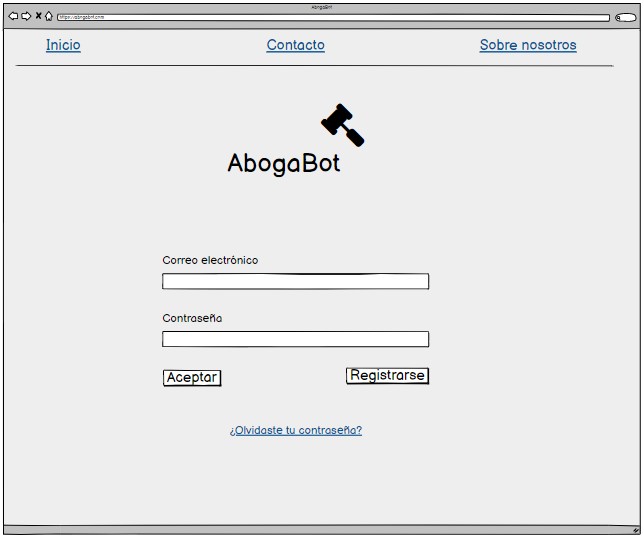 AbogaBot
https://abogabot.com
Inicio
Contacto
Sobre nosotros
AbogaBot
Correo electrónico
Contraseña
Aceptar
Registrarse
¿Olvidaste tu contraseña?